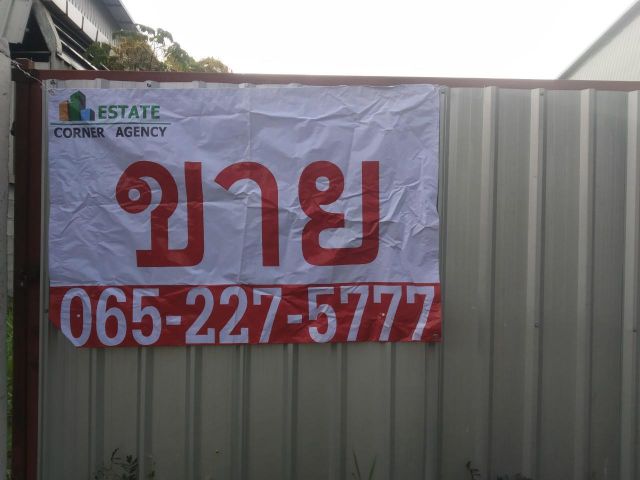 ESTATE
CORNER AGENCY
ขาย
065-227-5777